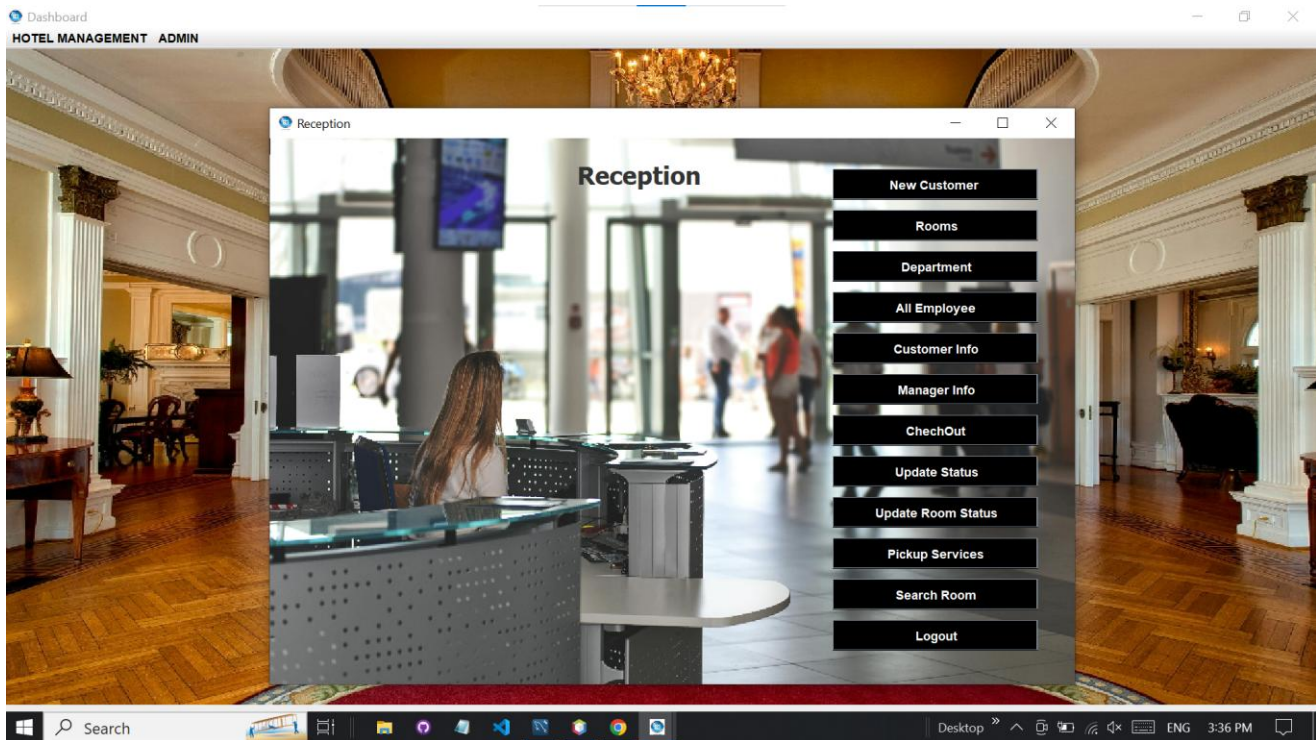 Dashboard
HOTEL MANAGEMENT ADMIN
Reception
Reception
New Customer
Rooms
Department
All Employee
Customer Info
Manager Info
ChechOut
Update Status
Update Room Status
Pickup Services
Search Room
Logout
Search
Desktop » ENG 3:36 PM